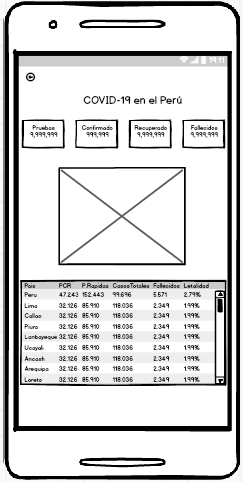 19:11
COVID-19 en el Perú
Pruebas Confirmado Recuperado Fallecidos
9,999,999 999,999 9,999,999 9,999,999
Pais PCR P.Rapidas CasosTotales Fallecidos Letalidad
Peru 47.243 152.443 99.696 5.571 2.79%
Lima 32.126 85.910 118.036 2.349 1.99%
Callao 32.126 85.910 118.036 2.349 1.99%
Piura 32.126 85.910 118.036 2.349 1.99%
Lanbayeque 32.126 85.910 118.036 2.349 1.99%
Ucayali 32.126 85.910 118.036 2.349 1.99%
Ancash 32.126 85.910 118.036 2.349 1.99%
Arequipa 32.126 85.910 118.036 2.349 1.99%
Loreto 32.126 85.910 118.036 2.349 1.99%